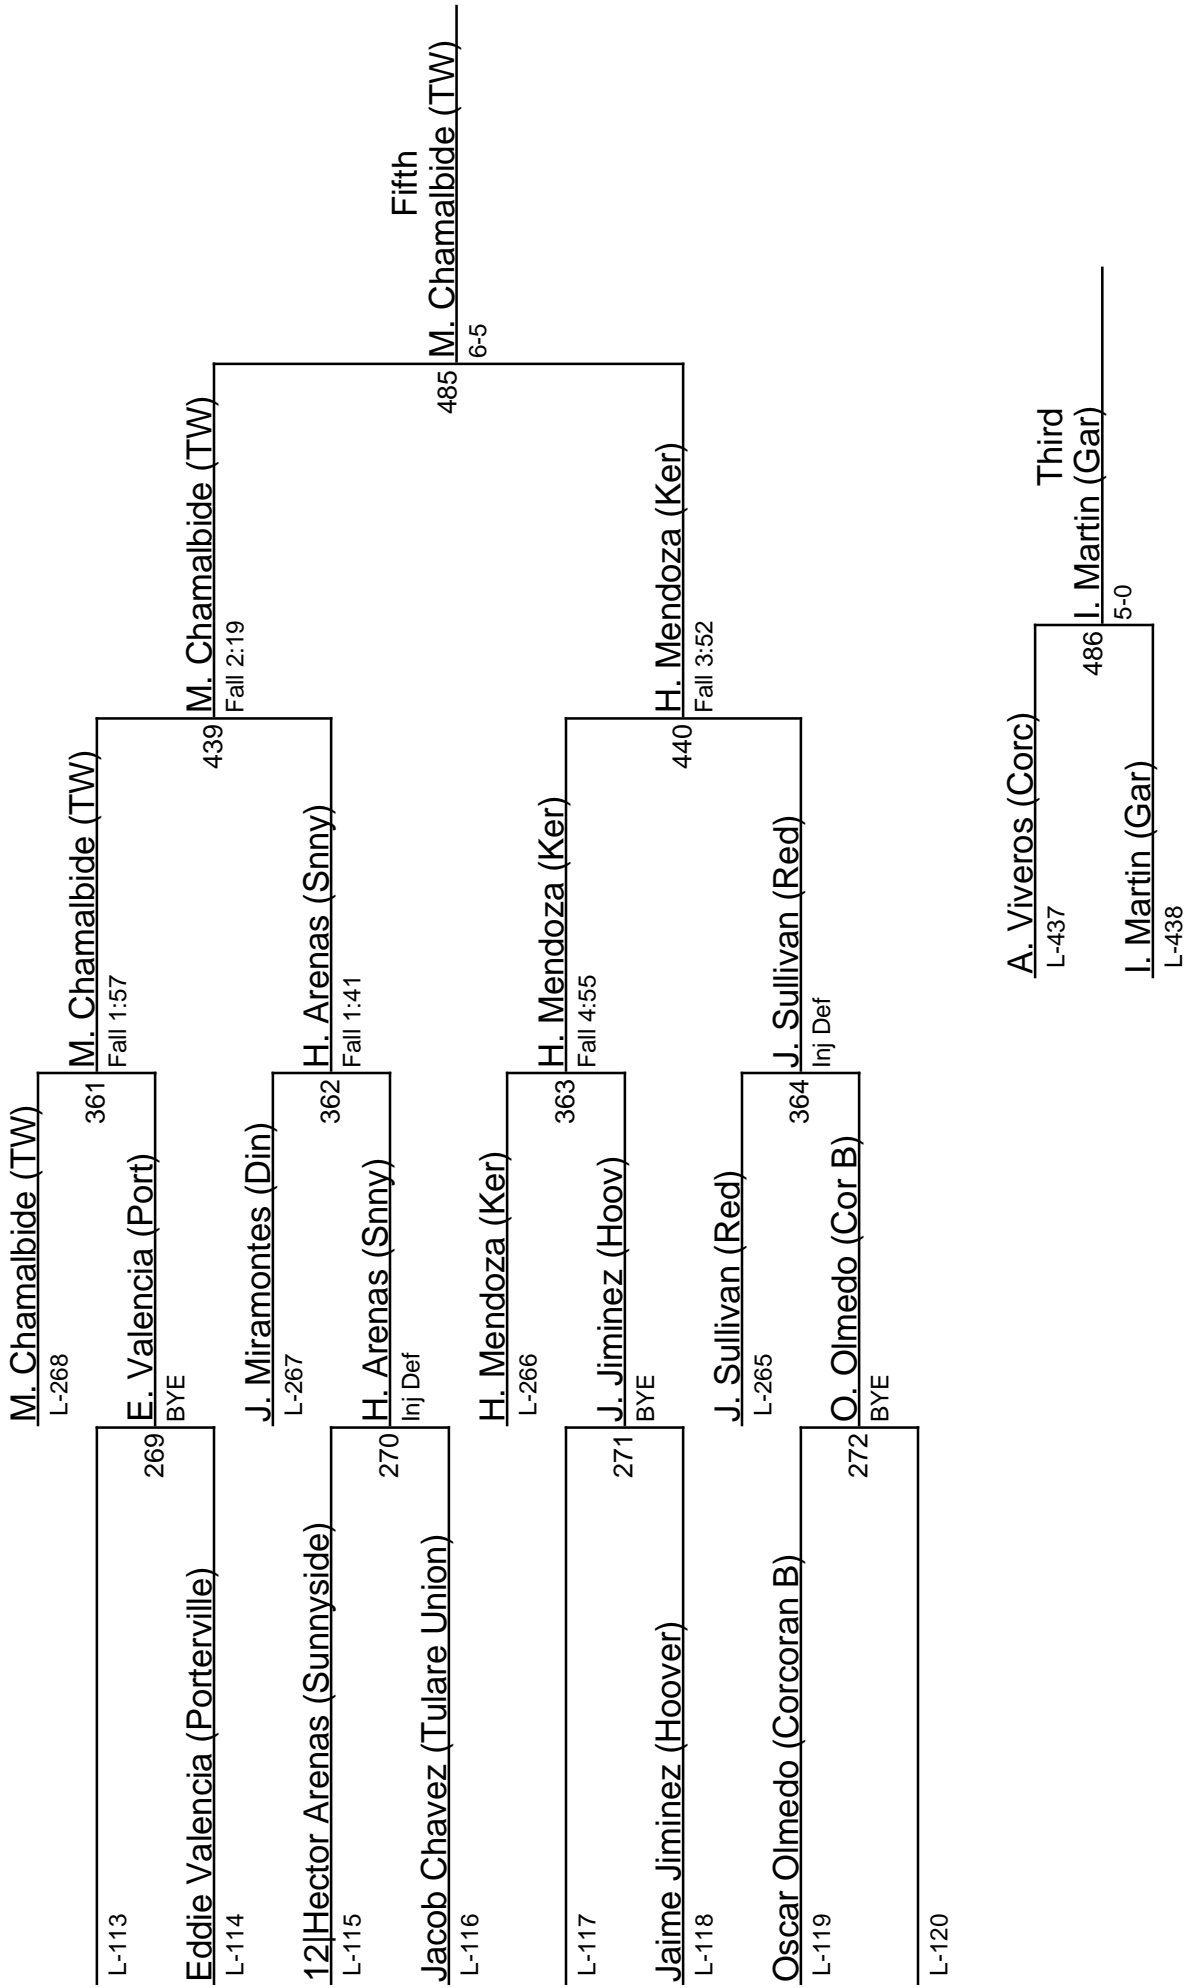 L-113
Eddie Valencia (Porterville)
L-114
12|Hector Arenas (Sunnyside)
L-115
Jacob Chavez (Tulare Union)
L-116
L-117
Jaime Jiminez (Hoover)
L-118
Oscar Olmedo (Corcoran B)
L-119
L-120
269
270
271
272
M. Chamalbide (TW)
L-268
E. Valencia (Port)
BYE
J. Miramontes (Din)
L-267
H. Arenas (Snny)
Inj Def
H. Mendoza (Ker)
L-266
J. Jiminez (Hoov)
BYE
J. Sullivan (Red)
L-265
O. Olmedo (Cor B)
BYE
361
362
363
364
M. Chamalbide (TW)
Fall 1:57
H. Arenas (Snny)
Fall 1:41
H. Mendoza (Ker)
Fall 4:55
J. Sullivan (Red)
Inj Def
439
440
M. Chamalbide (TW)
Fall 2:19
H. Mendoza (Ker)
Fall 3:52
485
Fifth
M. Chamalbide (TW)
6-5
A. Viveros (Corc)
L-437
I. Martin (Gar)
L-438
486
Third
I. Martin (Gar)
5-0